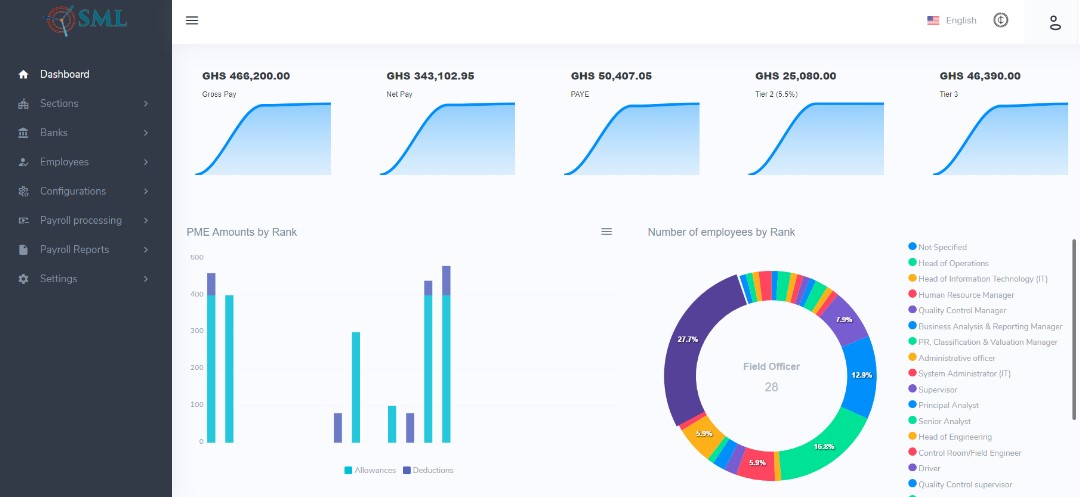 SML
English
Dashboard
Sections
Banks
Employees
Configurations
Payroll processing
Payroll Reports
Settings
GHS 466,200.00
Gross Pay
GHS 343,102.95
Net Pay
GHS 50,407.05
PAYE
GHS 25,080.00
Tier 2 (5.5%)
GHS 46,390.00
Tier 3
PME Amounts by Rank
500
400
300
200
100
0
Allowances
Deductions
Number of employees by Rank
27.7%
7.9%
12.9%
16.8%
5.9%
5.9%
Field Officer
28
Not Specified
Head of Operations
Head of Information Technology (IT)
Human Resource Manager
Quality Control Manager
Business Analysis & Reporting Manager
PR, Classification & Valuation Manager
Administrative officer
System Administrator (IT)
Supervisor
Principal Analyst
Senior Analyst
Head of Engineering
Control Room/Field Engineer
Driver
Quality Control supervisor